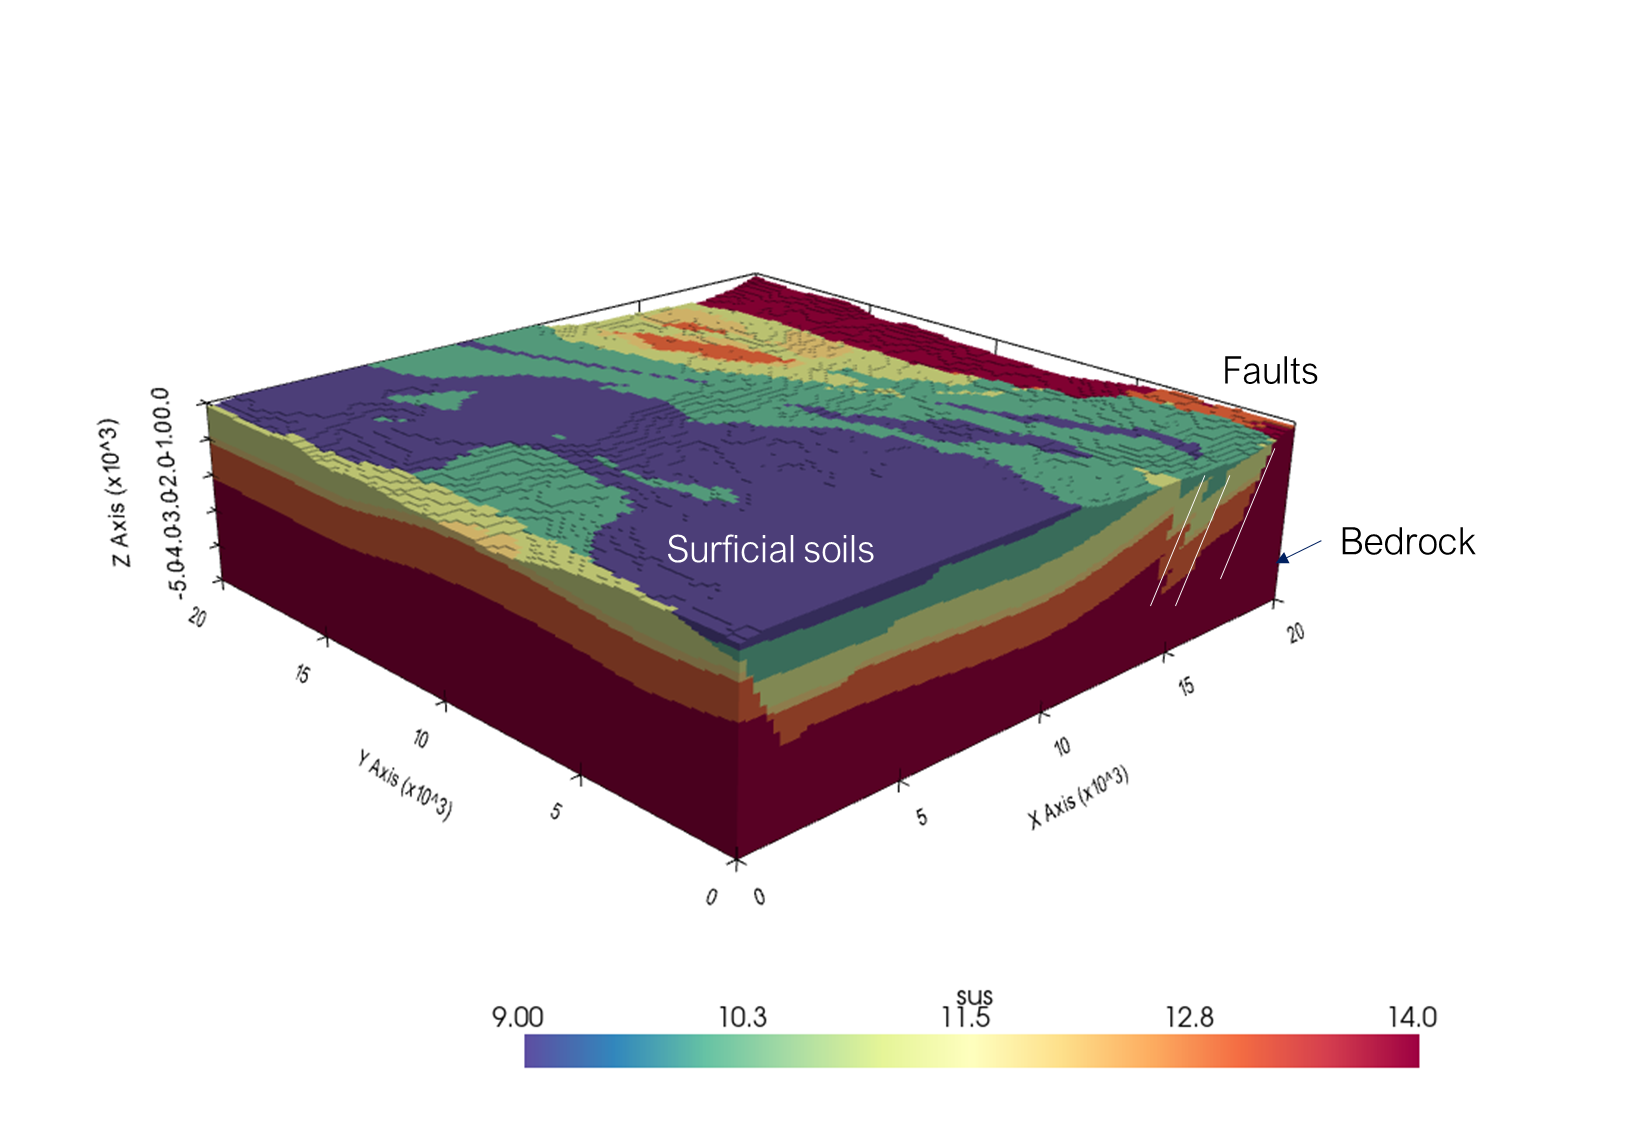 Faults
Z Axis (x10^3)
-5.0-4.0-3.0-2.0-1.00.0
Surficial soils
Bedrock
20
15
10
5
0
Y Axis (x10^3)
0
5
10
15
20
X Axis (x10^3)
sus
9.00 10.3 11.5 12.8 14.0